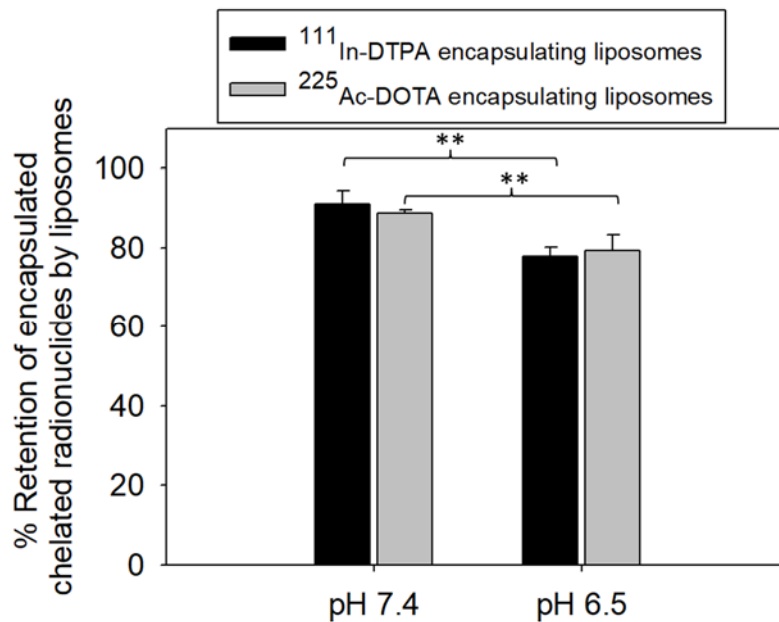 ¹¹¹In-DTPA encapsulating liposomes
²²⁵Ac-DOTA encapsulating liposomes
% Retention of encapsulated
chelated radionuclides by liposomes
100
80
60
40
20
0
**
**
pH 7.4
pH 6.5